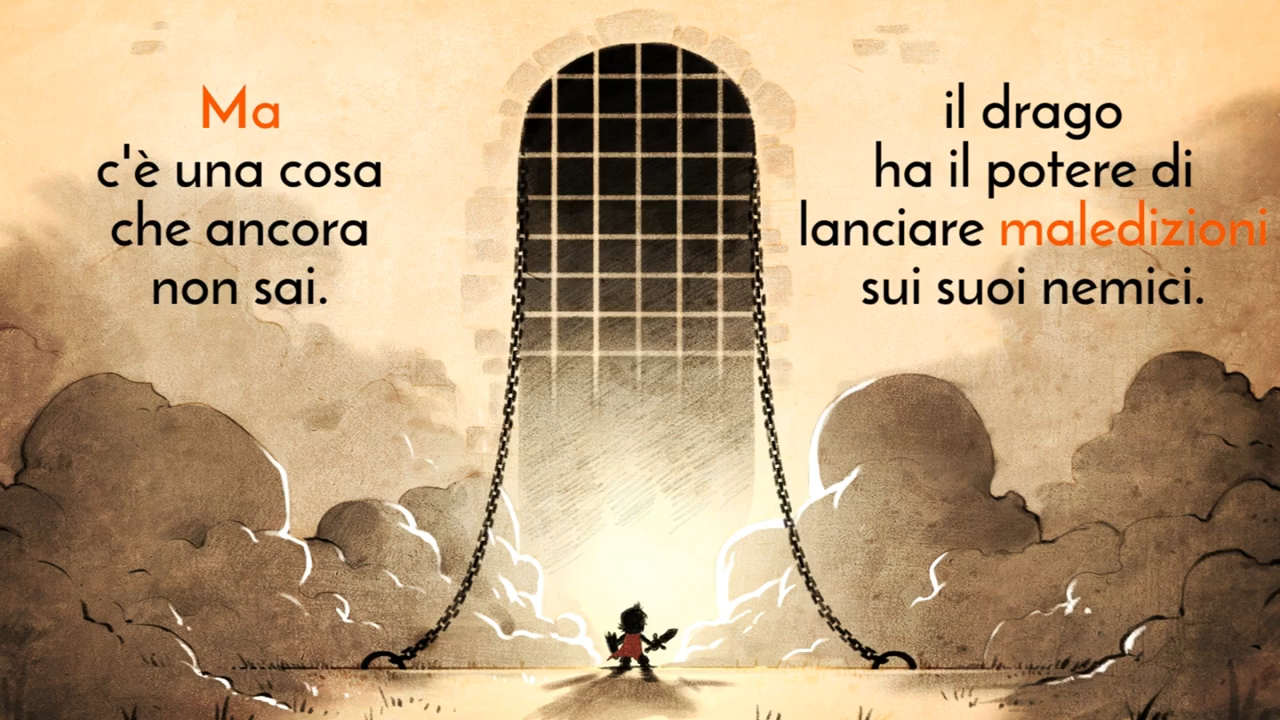 Ma
c'è una cosa
che ancora
non sai.
il drago
ha il potere di
lanciare maledizioni
sui suoi nemici.